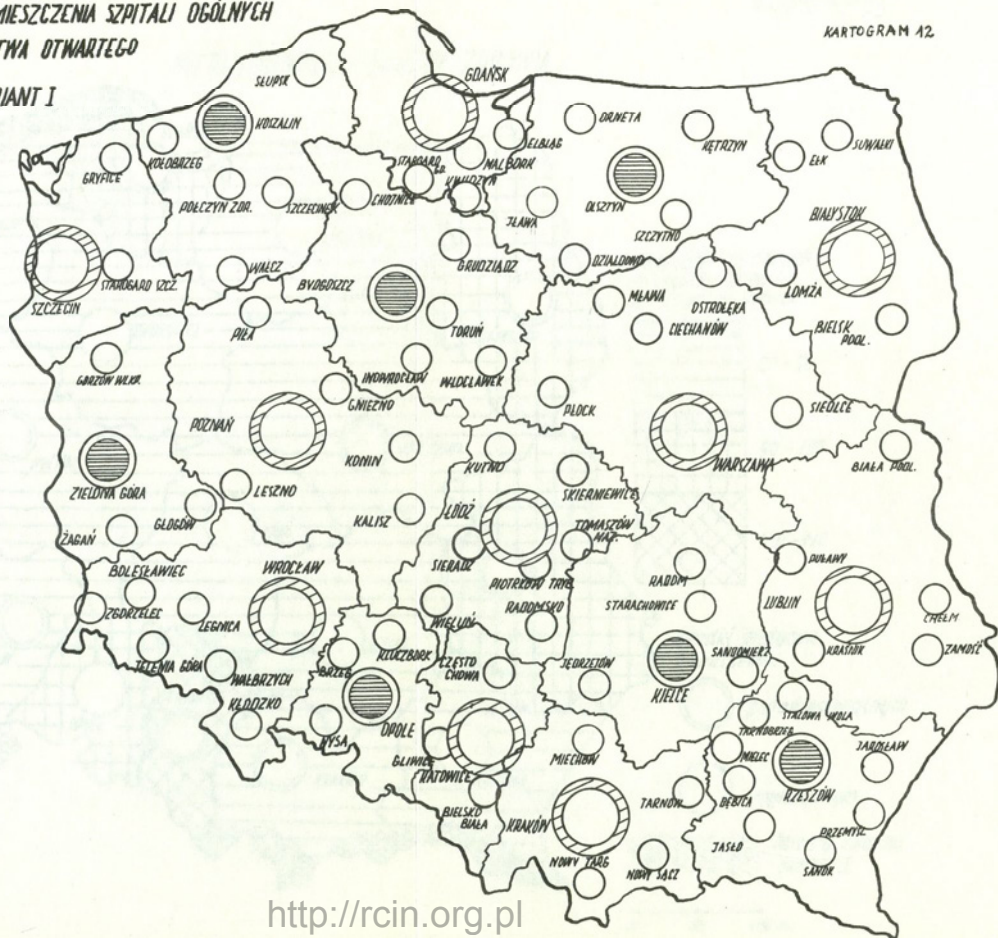 MIESZCZENIA SZPITALI OGÓLNYCH
TWA OTWARTEGO
IANT I
KARTOGRAM 12
SŁUPSK
GDAŃSK
KOSZALIN
ORNETA
ELBLĄG
KĘTRZYN
SUWAŁKI
KOŁOBRZEG
GRYFICE
STAROGARD
GD.
MALBORK
EŁK
KWIDZYN
POŁCZYN ZDR.
SZCZECINEK
CHOJNICE
IŁAWA
OLSZTYN
BIAŁYSTOK
SZCZYTNO
GRUDZIĄDZ
DZIAŁDOWO
STAROGARD SZCZ.
WAŁCZ
BYDGOSZCZ
MŁAWA
OSTROŁĘKA
ŁOMŻA
SZCZECIN
CIECHANÓW
BIELSK
PODL.
PIŁA
TORUŃ
GORZÓW WLKP.
INOWROCŁAW
WŁOCŁAWEK
GNIEZNO
PŁOCK
SIEDLCE
POZNAŃ
KONIN
KUTNO
WARSZAWA
BIAŁA PODL.
ZIELONA GÓRA
LESZNO
SKIERNIEWICE
GŁOGÓW
KALISZ
ŁÓDŹ
TOMASZÓW
MAZ.
ŻAGAŃ
SIERADZ
PIOTRKÓW TRYB.
BOLESŁAWIEC
WROCŁAW
RADOM
PUŁAWY
ZGORZELEC
LEGNICA
WIELUŃ
RADOMSKO
STARACHOWICE
LUBLIN
CHEŁM
JELENIA GÓRA
WAŁBRZYCH
BRZEG
KLUCZBORK
CZĘSTO
CHOWA
JĘDRZEJÓW
SANDOMIERZ
KRAŚNIK
ZAMOŚĆ
KŁODZKO
KIELCE
NYSA
OPOLE
STALOWA WOLA
TARNOBRZEG
GLIWICE
KATOWICE
MIECHÓW
MIELEC
JAROSŁAW
DĘBICA
RZESZÓW
BIELSKO
BIAŁA
KRAKÓW
TARNÓW
PRZEMYŚL
JASŁO
NOWY TARG
NOWY SĄCZ
SANOK
http://rcin.org.pl